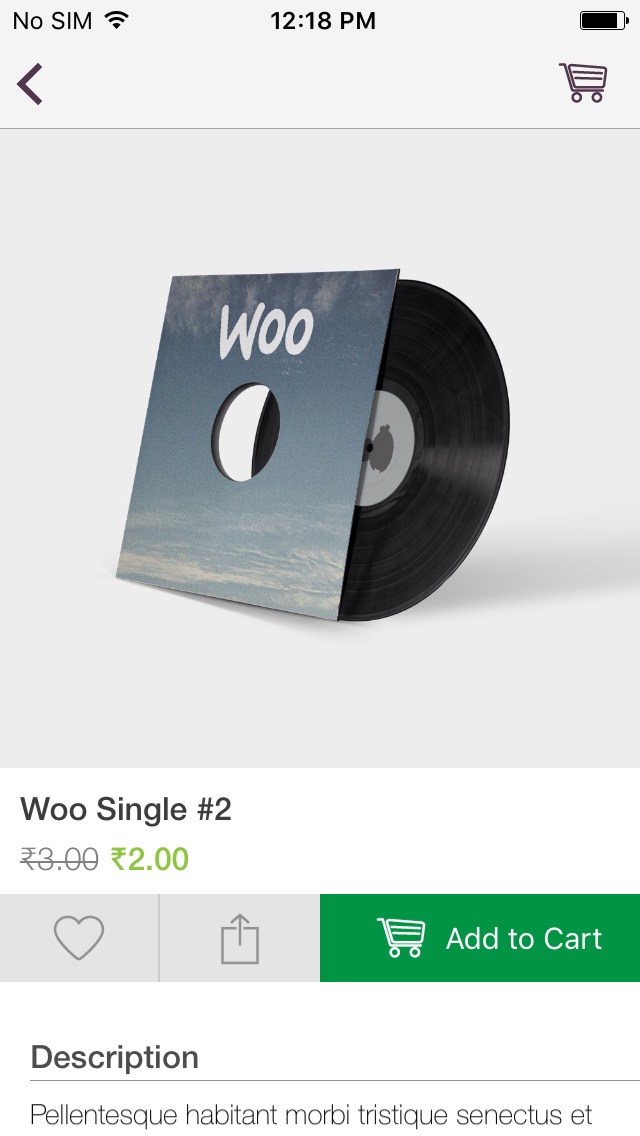 No SIM 12:18 PM
WOO
Woo Single #2
₹3.00 ₹2.00
Add to Cart
Description
Pellentesque habitant morbi tristique senectus et